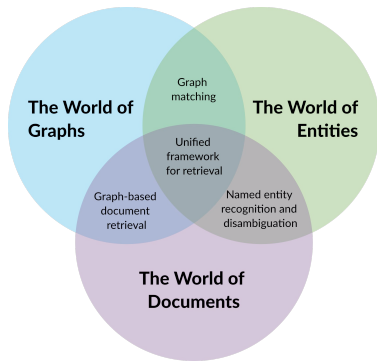 Graph
matching
The World of
Graphs
The World of
Entities
Unified
framework
for retrieval
Graph-based
document
retrieval
Named entity
recognition and
disambiguation
The World of
Documents